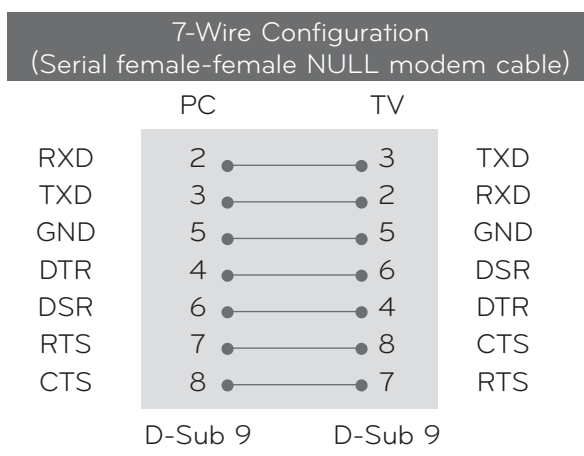 7-Wire Configuration
(Serial female-female NULL modem cable)
PC TV
RXD 2 3 TXD
TXD 3 2 RXD
GND 5 5 GND
DTR 4 6 DSR
DSR 6 4 DTR
RTS 7 8 CTS
CTS 8 7 RTS
D-Sub 9 D-Sub 9